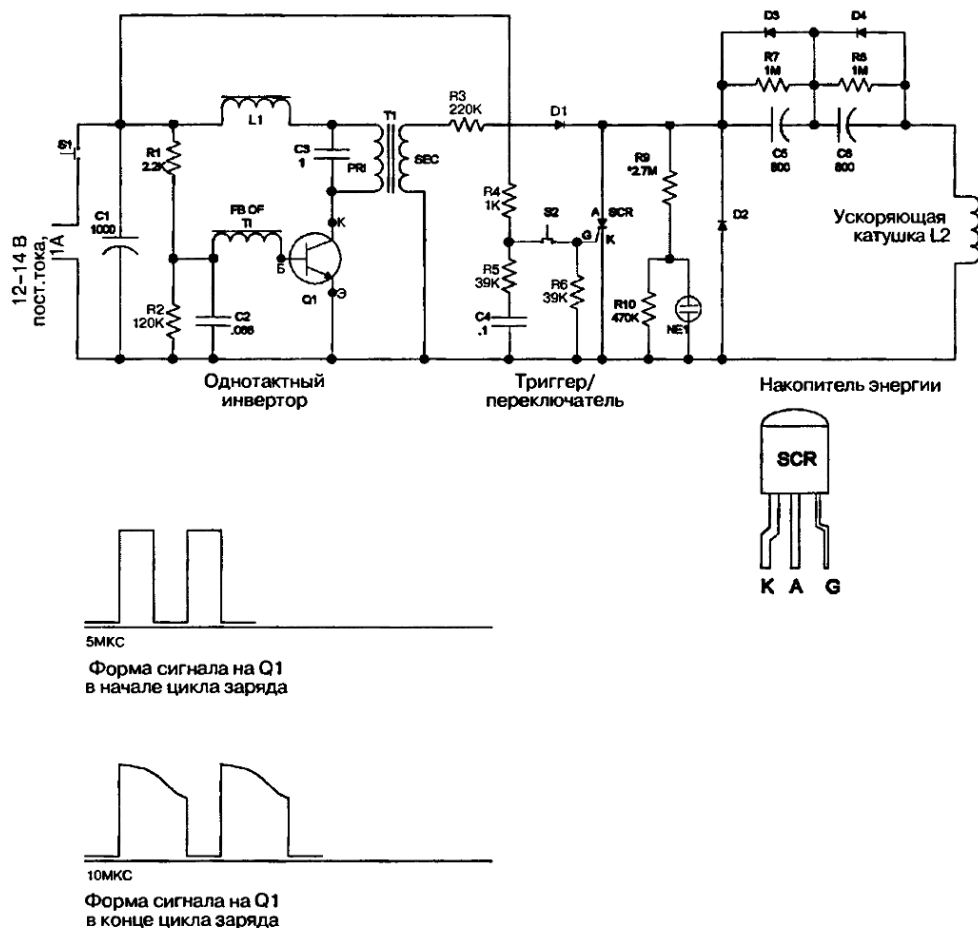 D3
D4
R7
1M
R8
1M
C5
800
C6
800
S1
R1
2.2K
L1
C3
1
PRI
T1
SEC
R3
220K
D1
R4
1K
S2
A
SCR
G
K
R9
*2.7M
D2
Ускоряющая
катушка L2
12–14 В
пост.тока,
1А
C1
1000
FB OF
TI
К
Б
Q1
Э
R2
120K
C2
R5
39K
R6
39K
C4
.1
R10
470K
NE1
Однотактный
инвертор
Триггер/
переключатель
Накопитель энергии
SCR
K A G
5МКС
Форма сигнала на Q1
в начале цикла заряда
10МКС
Форма сигнала на Q1
в конце цикла заряда